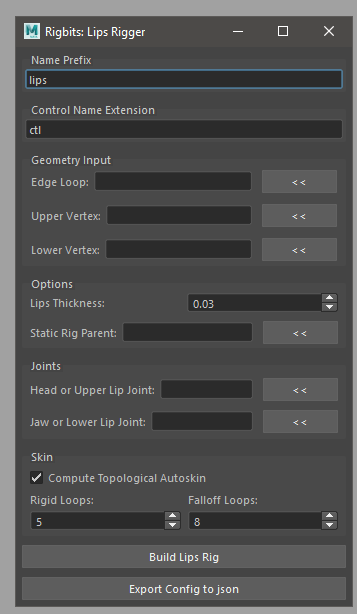 Rigbits: Lips Rigger
Name Prefix
lips
Control Name Extension
ctl
Geometry Input
Edge Loop: <<
Upper Vertex: <<
Lower Vertex: <<
Options
Lips Thickness: 0.03
Static Rig Parent: <<
Joints
Head or Upper Lip Joint: <<
Jaw or Lower Lip Joint: <<
Skin
Compute Topological Autoskin
Rigid Loops: Falloff Loops:
5 8
Build Lips Rig
Export Config to json